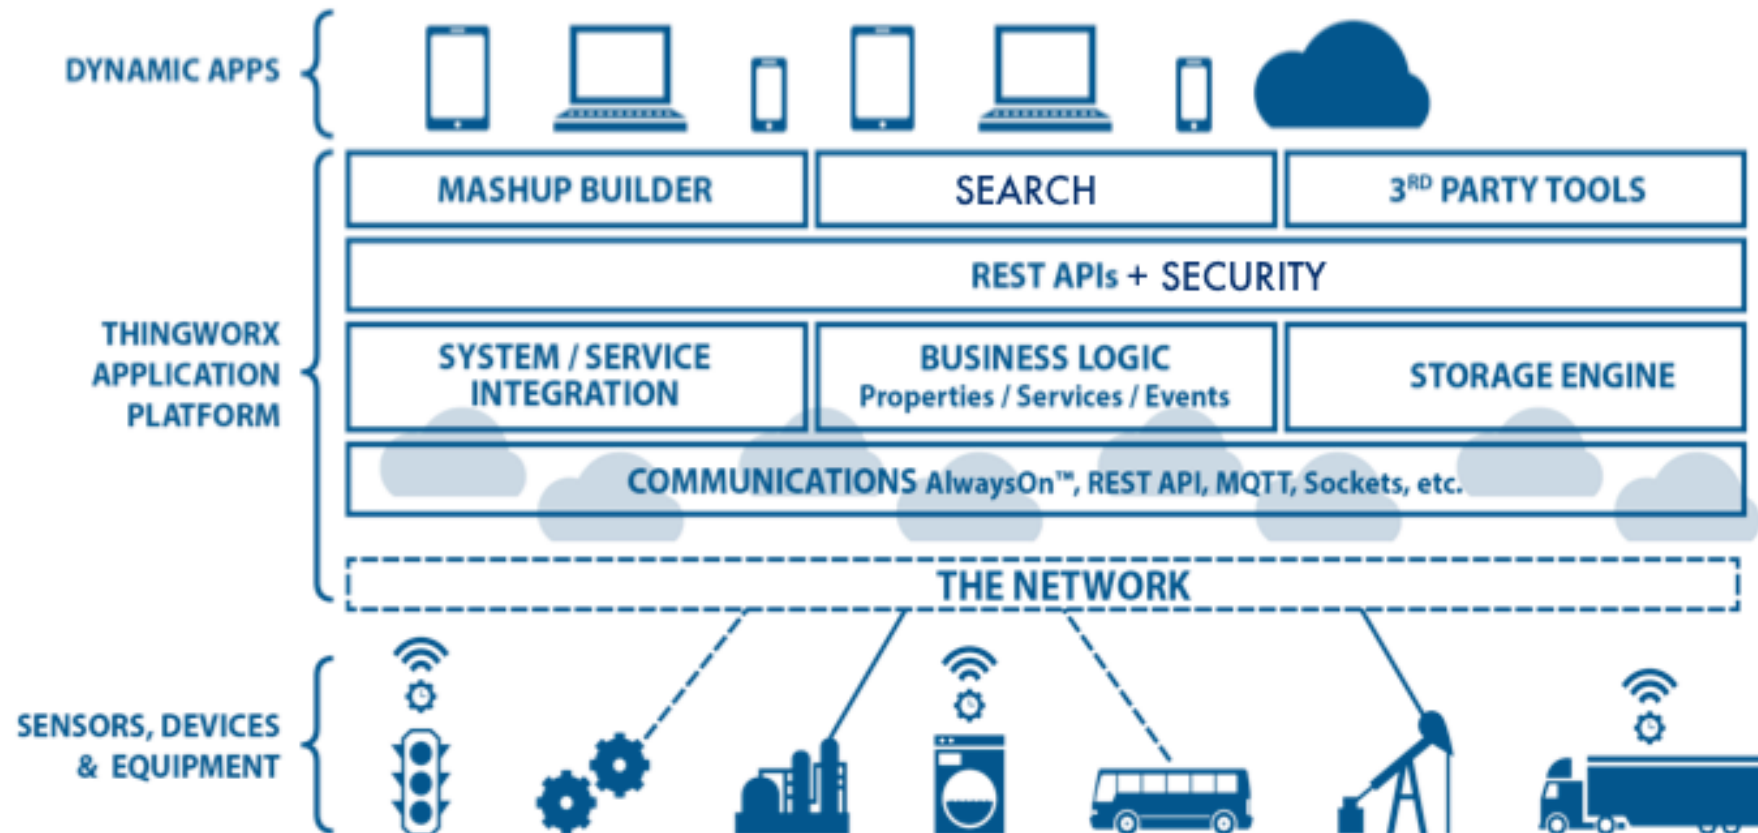 DYNAMIC APPS
MASHUP BUILDER
SEARCH
3RD PARTY TOOLS
REST APIs + SECURITY
THINGWORX
APPLICATION
PLATFORM
SYSTEM / SERVICE
INTEGRATION
BUSINESS LOGIC
Properties / Services / Events
STORAGE ENGINE
COMMUNICATIONS AlwaysOn™, REST API, MQTT, Sockets, etc.
THE NETWORK
SENSORS, DEVICES
& EQUIPMENT